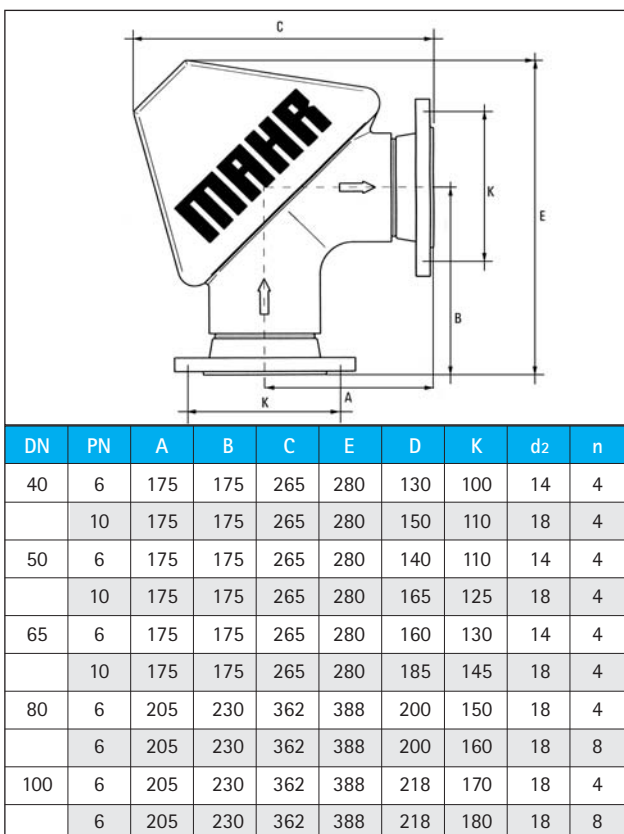 C
MAHR
K
E
B
A
K
DN PN A B C E D K d2 n
40 6 175 175 265 280 130 100 14 4
10 175 175 265 280 150 110 18 4
50 6 175 175 265 280 140 110 14 4
10 175 175 265 280 165 125 18 4
65 6 175 175 265 280 160 130 14 4
10 175 175 265 280 185 145 18 4
80 6 205 230 362 388 200 150 18 4
6 205 230 362 388 200 160 18 8
100 6 205 230 362 388 218 170 18 4
6 205 230 362 388 218 180 18 8